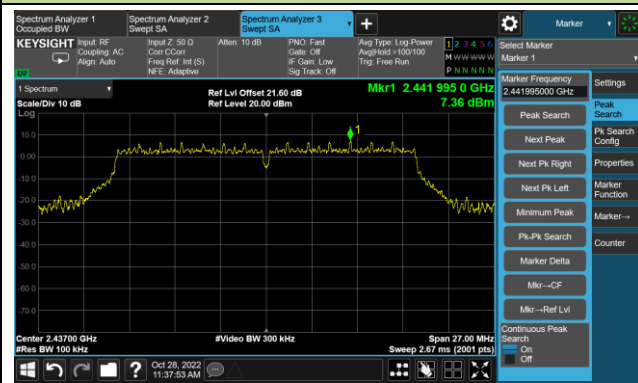 Spectrum Analyzer 1
Occupied BW
Spectrum Analyzer 2
Swept SA
Spectrum Analyzer 3
Swept SA
Marker
KEYSIGHT
Input: RF
Coupling: AC
Align: Auto
Input Z: 50 Ω
Corr CCorr
Freq Ref: Int (S)
NFE: Adaptive
Atten: 10 dB
PNO: Fast
Gate: Off
IF Gain: Low
Sig Track: Off
Avg Type: Log-Power
Avg|Hold >100/100
Trig: Free Run
1 2 3 4 5 6
M W W W W W
P N N N N N
Select Marker
Marker 1
1 Spectrum
Scale/Div 10 dB
Log
Ref Lvl Offset 21.60 dB
Ref Level 20.00 dBm
Mkr1 2.441 995 0 GHz
7.36 dBm
10.0
0.00
-10.0
-20.0
-30.0
-40.0
-50.0
-60.0
-70.0
1
Center 2.43700 GHz
#Res BW 100 kHz
#Video BW 300 kHz
Span 27.00 MHz
Sweep 2.67 ms (2001 pts)
Marker Frequency
2.441995000 GHz
Peak Search
Next Peak
Next Pk Right
Next Pk Left
Minimum Peak
Pk-Pk Search
Marker Delta
Mkr→CF
Mkr→Ref Lvl
Continuous Peak
Search
On
Off
Settings
Peak
Search
Pk Search
Config
Properties
Marker
Function
Marker→
Counter
Oct 28, 2022
11:37:53 AM